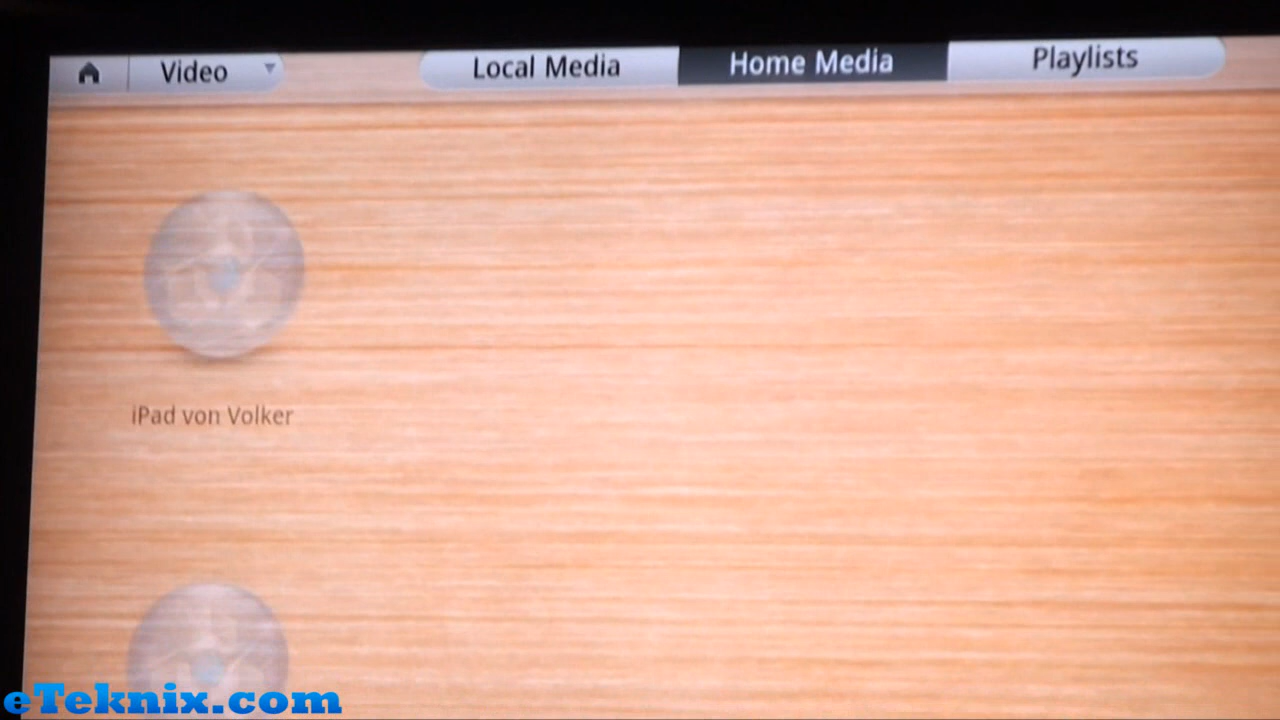 Video
Local Media
Home Media
Playlists
iPad von Volker
eTeknix.com